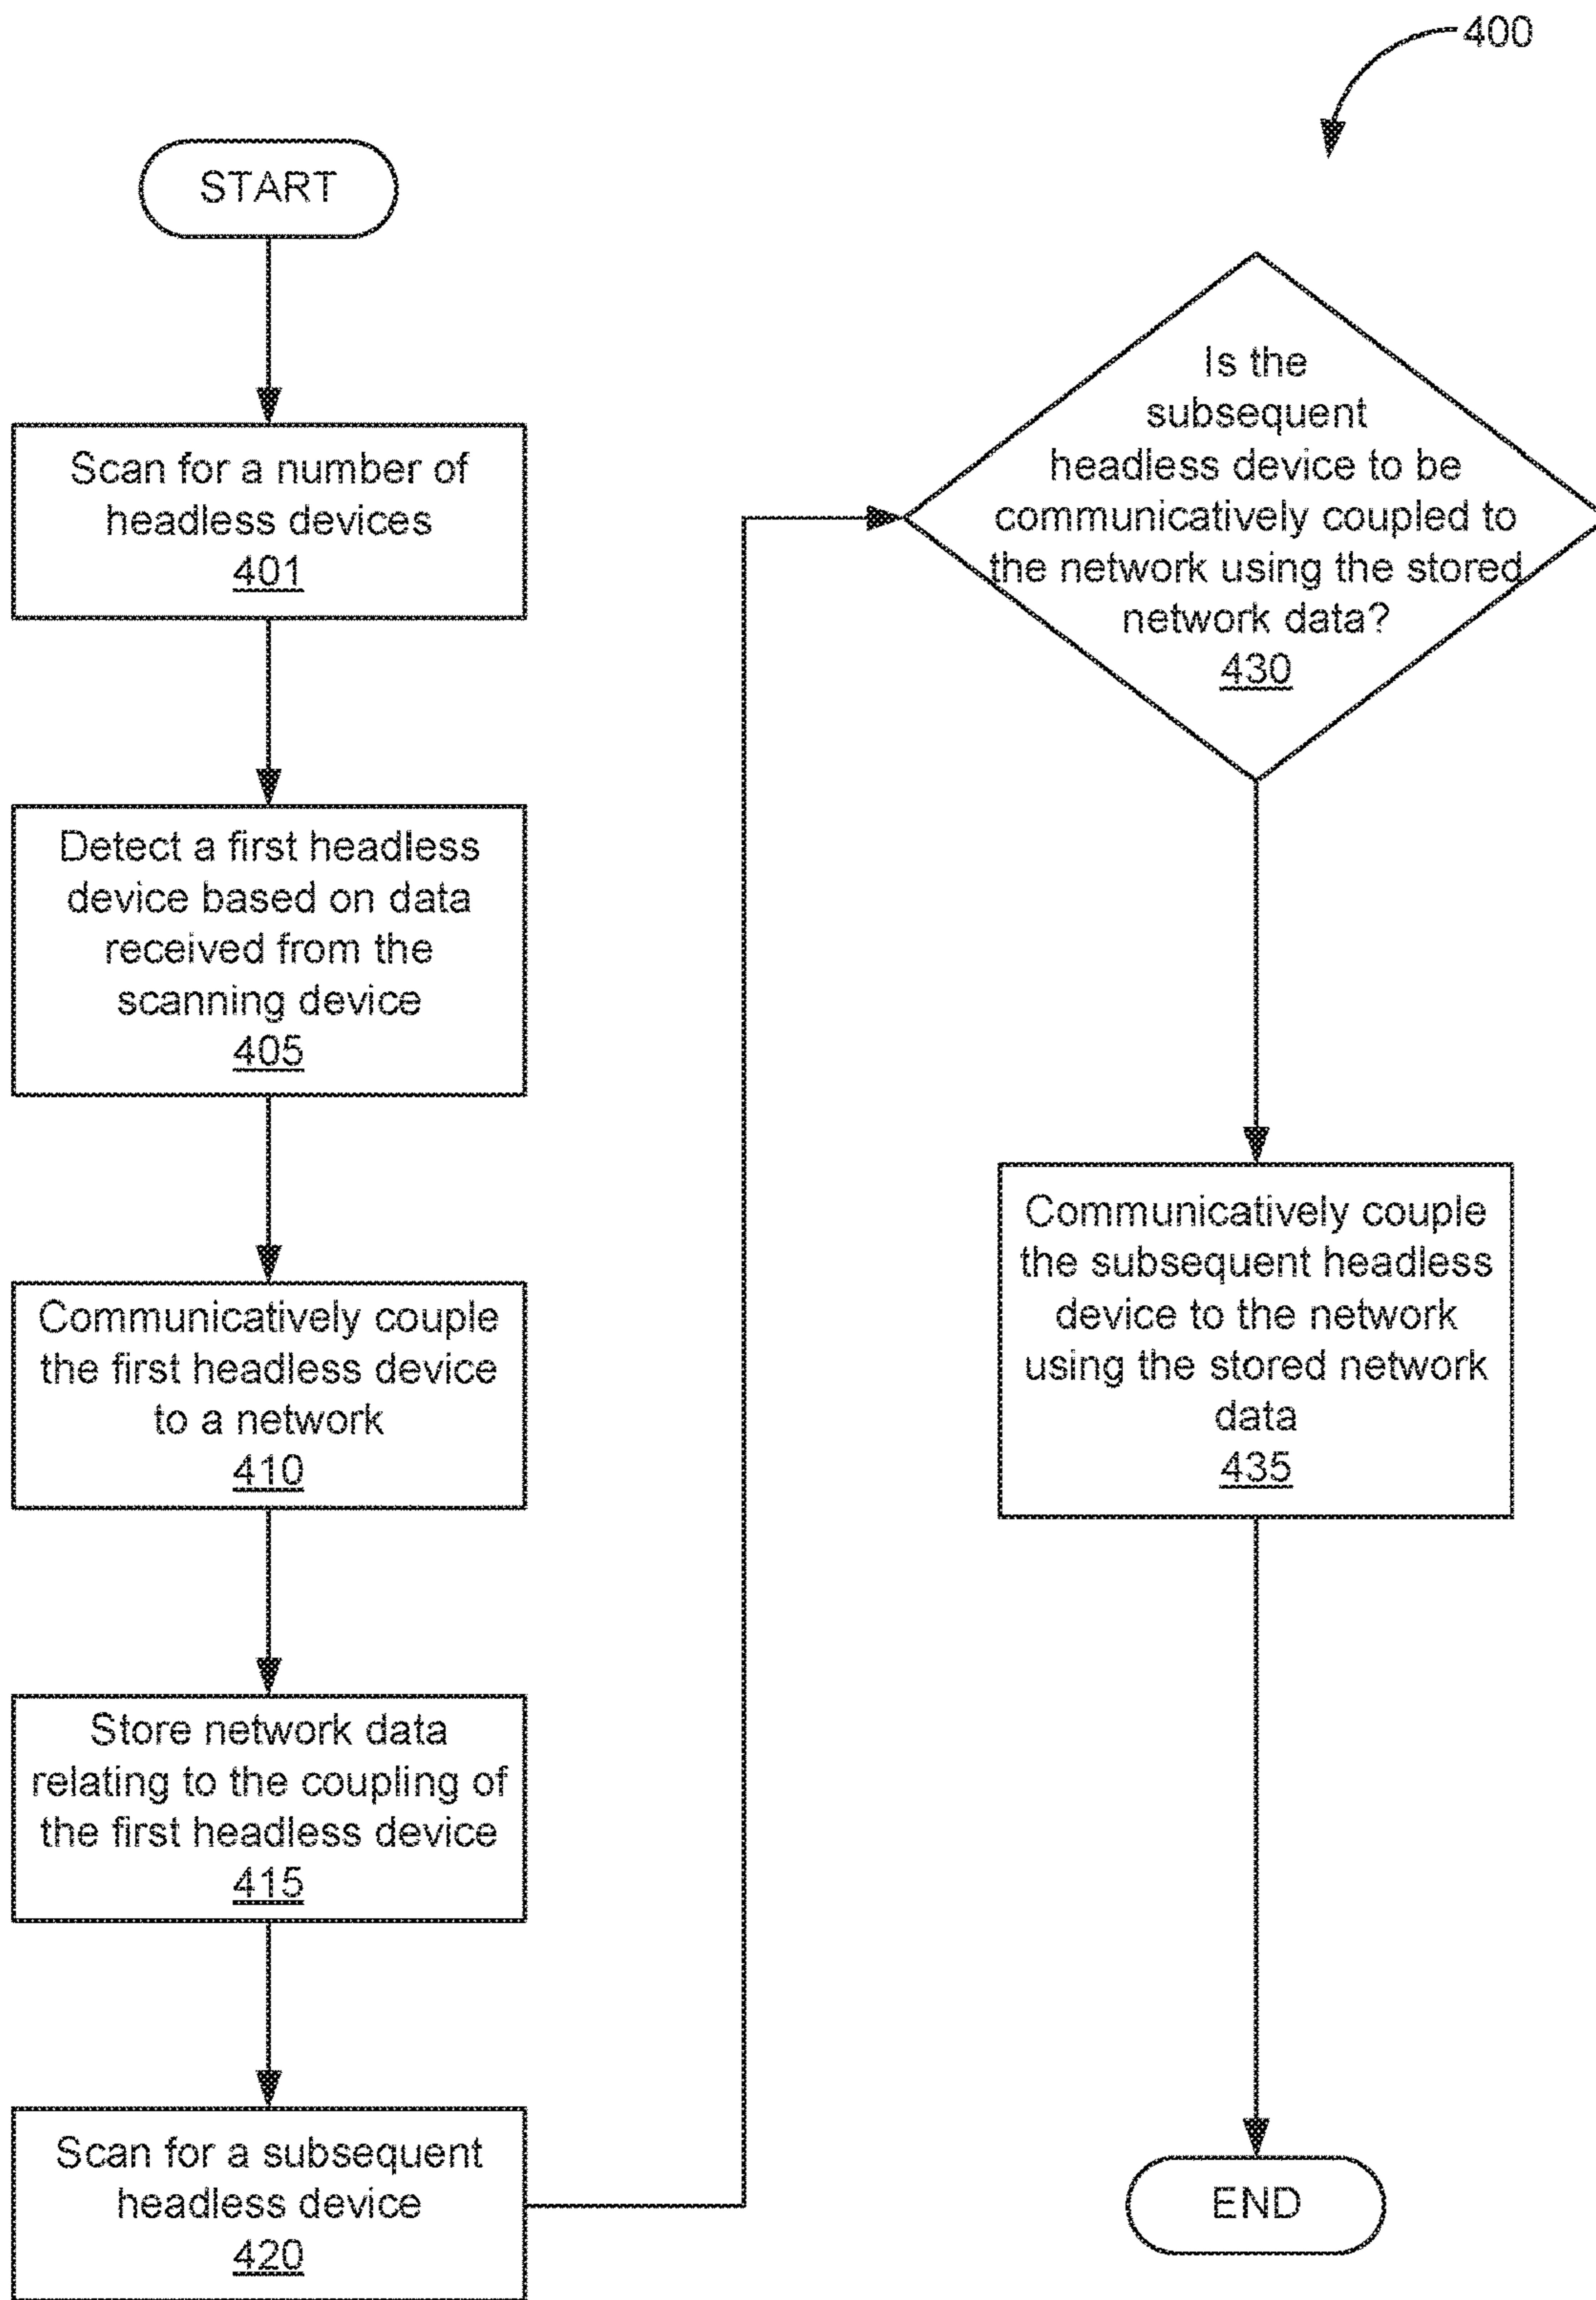 400
START
Scan for a number of
headless devices
401
Detect a first headless
device based on data
received from the
scanning device
405
Communicatively couple
the first headless device
to a network
410
Store network data
relating to the coupling of
the first headless device
415
Scan for a subsequent
headless device
420
Is the
subsequent
headless device to be
communicatively coupled to
the network using the stored
network data?
430
Communicatively couple
the subsequent headless
device to the network
using the stored network
data
435
END